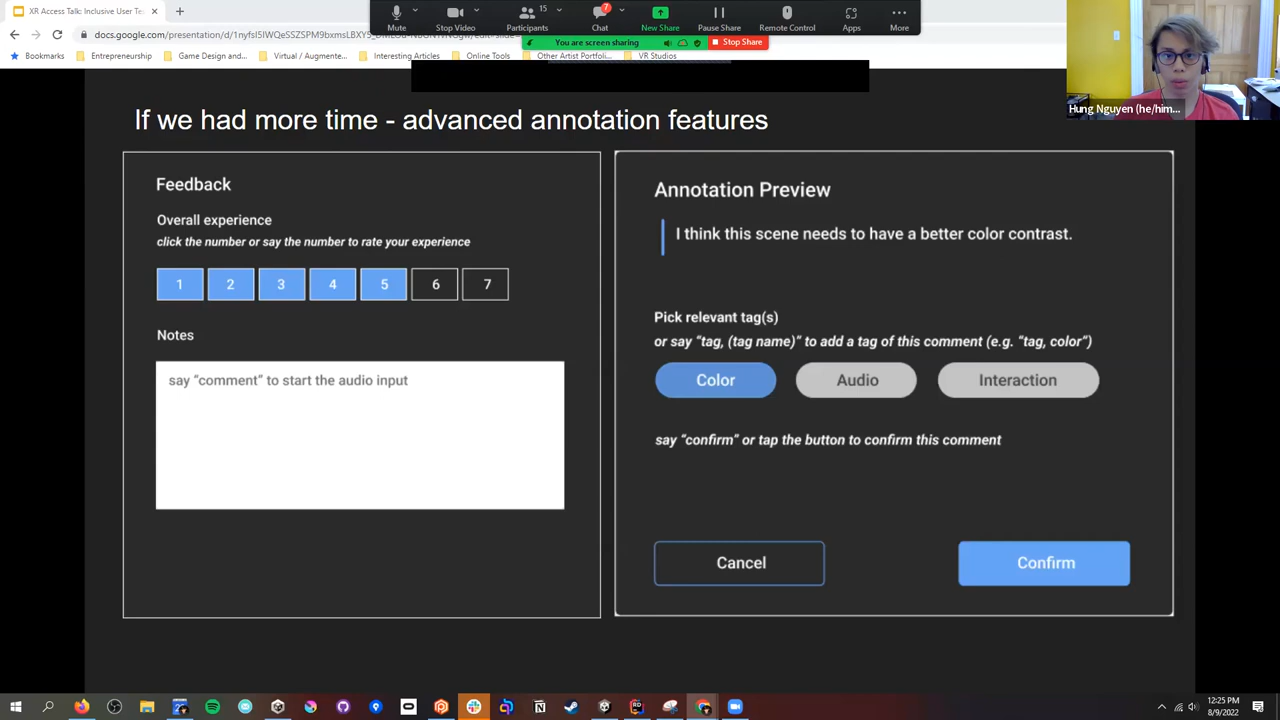 XR Access Talk: Inclusive User Te
Mute
Stop Video
Participants
15
Chat
7
New Share
Pause Share
Remote Control
Apps
More
You are screen sharing
Stop Share
Bookmarks
Entrepreneurship
Game Design and...
Virtual / Augmente...
Interesting Articles
Online Tools
Other Artist Portfoli...
VR Studios
Hung Nguyen (he/him...
If we had more time - advanced annotation features
Feedback
Overall experience
click the number or say the number to rate your experience
1 2 3 4 5 6 7
Notes
say “comment” to start the audio input
Annotation Preview
I think this scene needs to have a better color contrast.
Pick relevant tag(s)
or say “tag, (tag name)” to add a tag of this comment (e.g. “tag, color”)
Color Audio Interaction
say “confirm” or tap the button to confirm this comment
Cancel Confirm
12:25 PM
8/9/2022